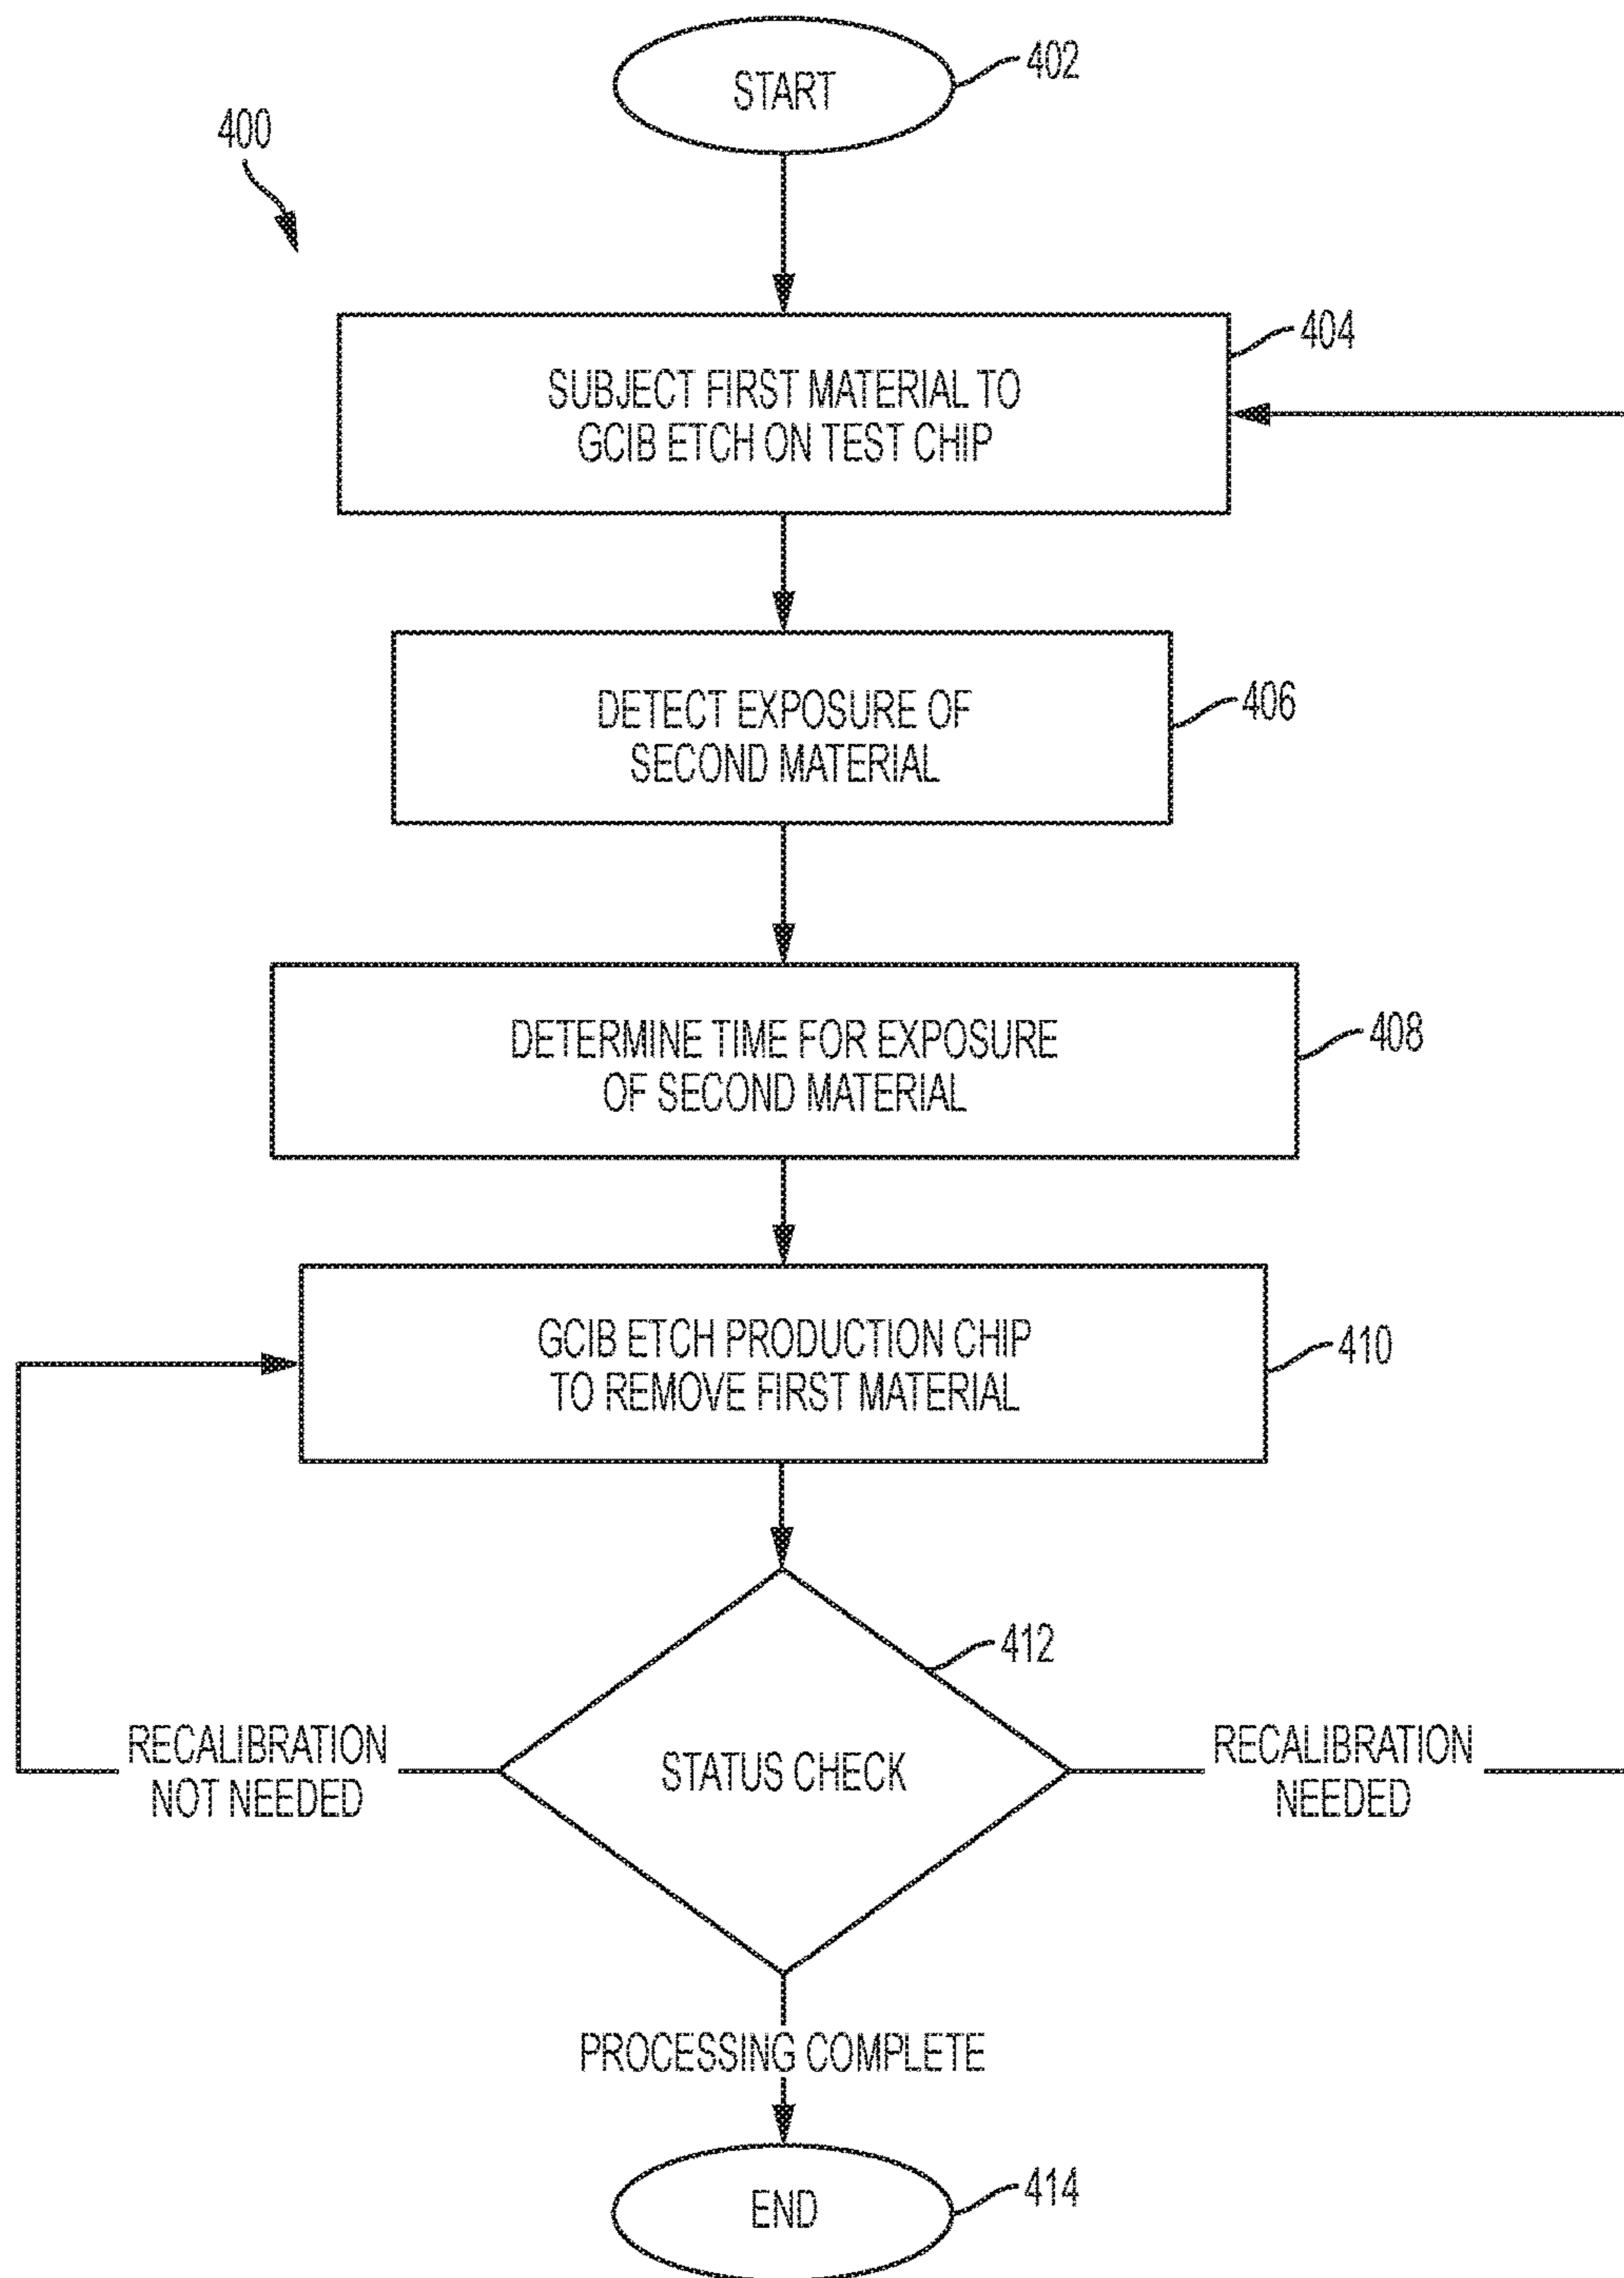 START
402
400
SUBJECT FIRST MATERIAL TO
GCIB ETCH ON TEST CHIP
404
DETECT EXPOSURE OF
SECOND MATERIAL
406
DETERMINE TIME FOR EXPOSURE
OF SECOND MATERIAL
408
GCIB ETCH PRODUCTION CHIP
TO REMOVE FIRST MATERIAL
410
412
RECALIBRATION
NOT NEEDED
STATUS CHECK
RECALIBRATION
NEEDED
PROCESSING COMPLETE
END
414